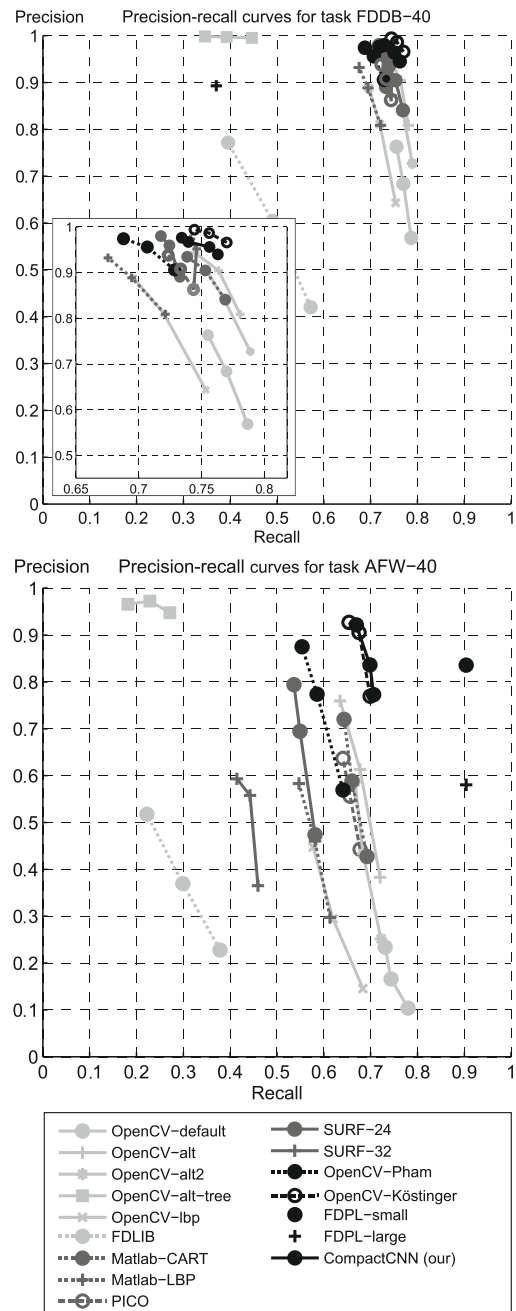 Precision Precision-recall curves for task FDDB−40
1
0.9
0.8
0.7
0.6
0.5
0.4
0.3
0.2
0.1
0
1
0.9
0.8
0.7
0.6
0.5
0.65 0.7 0.75 0.8
0 0.1 0.2 0.3 0.4 0.5 0.6 0.7 0.8 0.9 1
Recall
Precision Precision-recall curves for task AFW−40
1
0.9
0.8
0.7
0.6
0.5
0.4
0.3
0.2
0.1
0
0 0.1 0.2 0.3 0.4 0.5 0.6 0.7 0.8 0.9 1
Recall
OpenCV−default
OpenCV−alt
OpenCV−alt2
OpenCV−alt−tree
OpenCV−lbp
FDLIB
Matlab−CART
Matlab−LBP
PICO
SURF−24
SURF−32
OpenCV−Pham
OpenCV−Köstinger
FDPL−small
FDPL−large
CompactCNN (our)